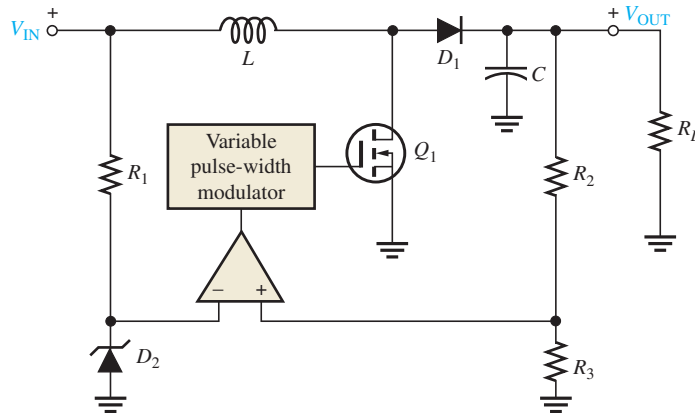 +
V_IN
L
D_1
+
V_OUT
C
R_L
Variable
pulse-width
modulator
Q_1
R_1
R_2
– +
D_2
R_3